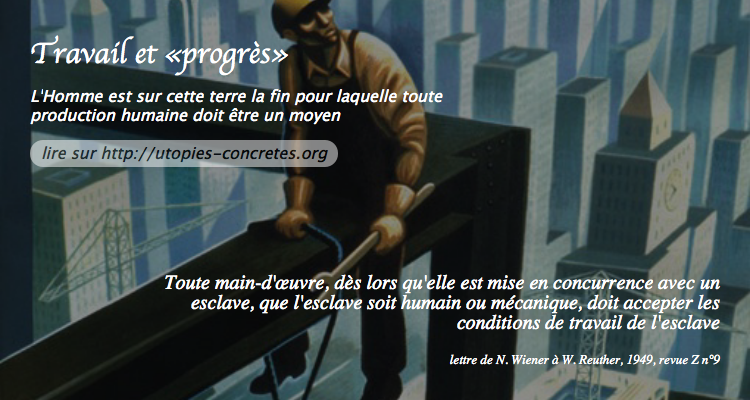 Travail et «progrès»
L'Homme est sur cette terre la fin pour laquelle toute
production humaine doit être un moyen
lire sur http://utopies-concretes.org
Toute main-d'œuvre, dès lors qu'elle est mise en concurrence avec un
esclave, que l'esclave soit humain ou mécanique, doit accepter les
conditions de travail de l'esclave
lettre de N. Wiener à W. Reuther, 1949, revue Z n°9